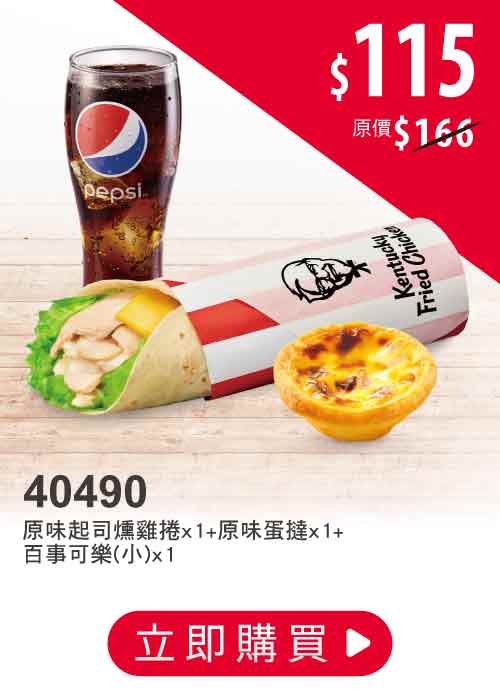 $115
原價$166
pepsi
Kentucky
Fried Chicken
40490
原味起司燻雞捲x1+原味蛋撻x1+
百事可樂(小)x1
立即購買